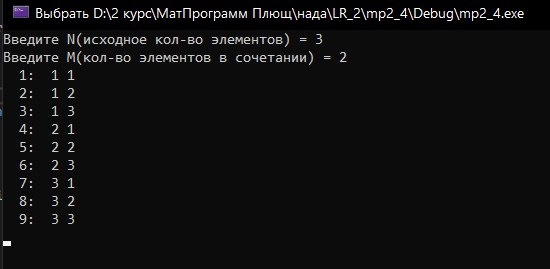 Выбрать D:\2 курс\МатПрограмм Плющ\нада\LR_2\mp2_4\Debug\mp2_4.exe
Введите N(исходное кол-во элементов) = 3
Введите M(кол-во элементов в сочетании) = 2
1: 1 1
2: 1 2
3: 1 3
4: 2 1
5: 2 2
6: 2 3
7: 3 1
8: 3 2
9: 3 3